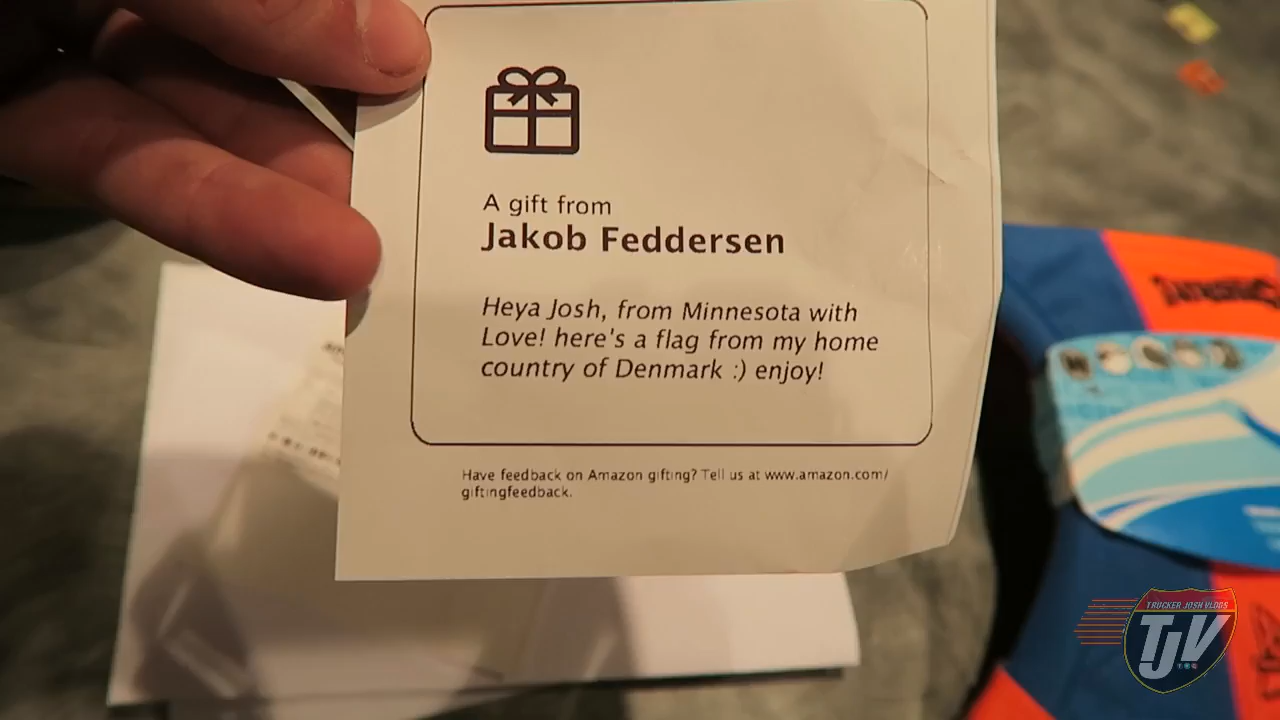 A gift from
Jakob Feddersen
Heya Josh, from Minnesota with
Love! here's a flag from my home
country of Denmark :) enjoy!
Have feedback on Amazon gifting? Tell us at www.amazon.com/
giftingfeedback.
TRUCKER JOSH VLOGS
TJV